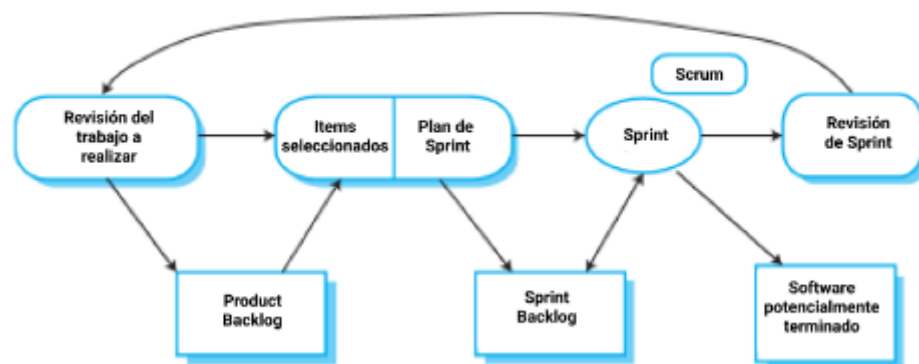 Scrum
Revisión del
trabajo a
realizar
Items
seleccionados
Plan de
Sprint
Sprint
Revisión
de Sprint
Product
Backlog
Sprint
Backlog
Software
potencialmente
terminado